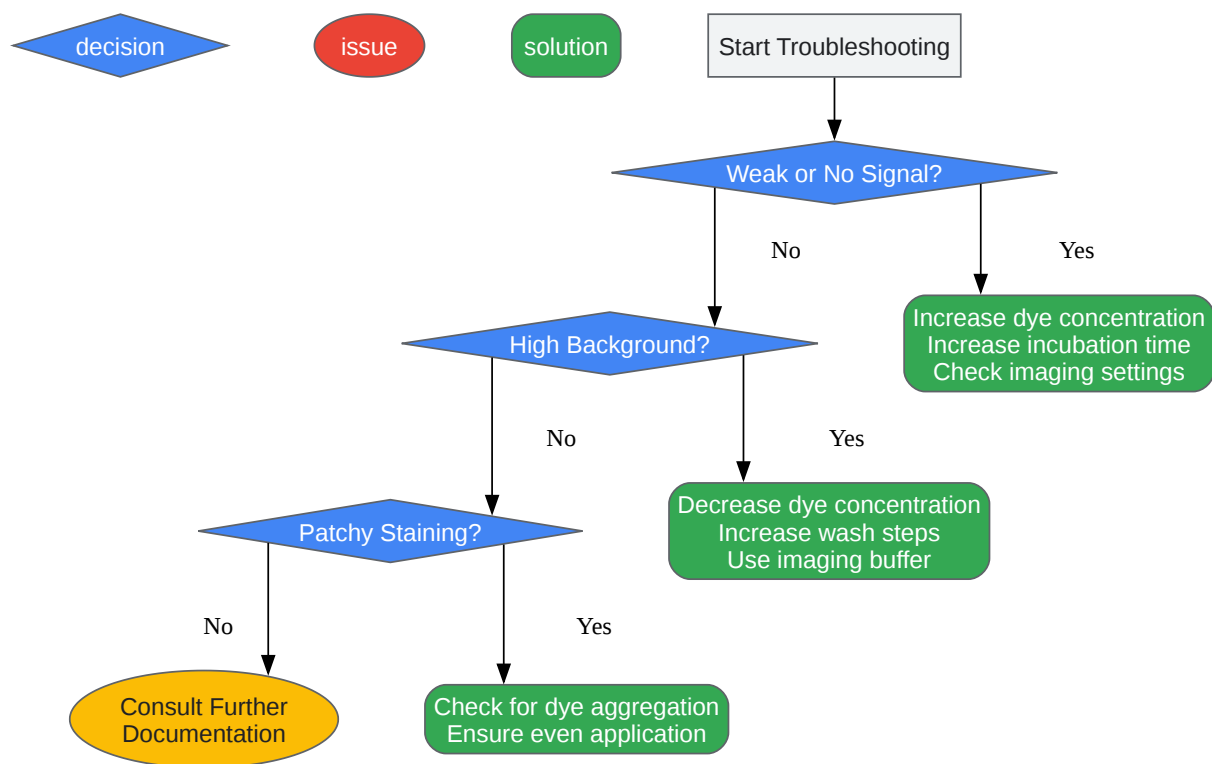 decision
issue
solution
Start Troubleshooting
Weak or No Signal?
No
Yes
Increase dye concentration
Increase incubation time
Check imaging settings
High Background?
No
Yes
Decrease dye concentration
Increase wash steps
Use imaging buffer
Patchy Staining?
No
Yes
Consult Further
Documentation
Check for dye aggregation
Ensure even application